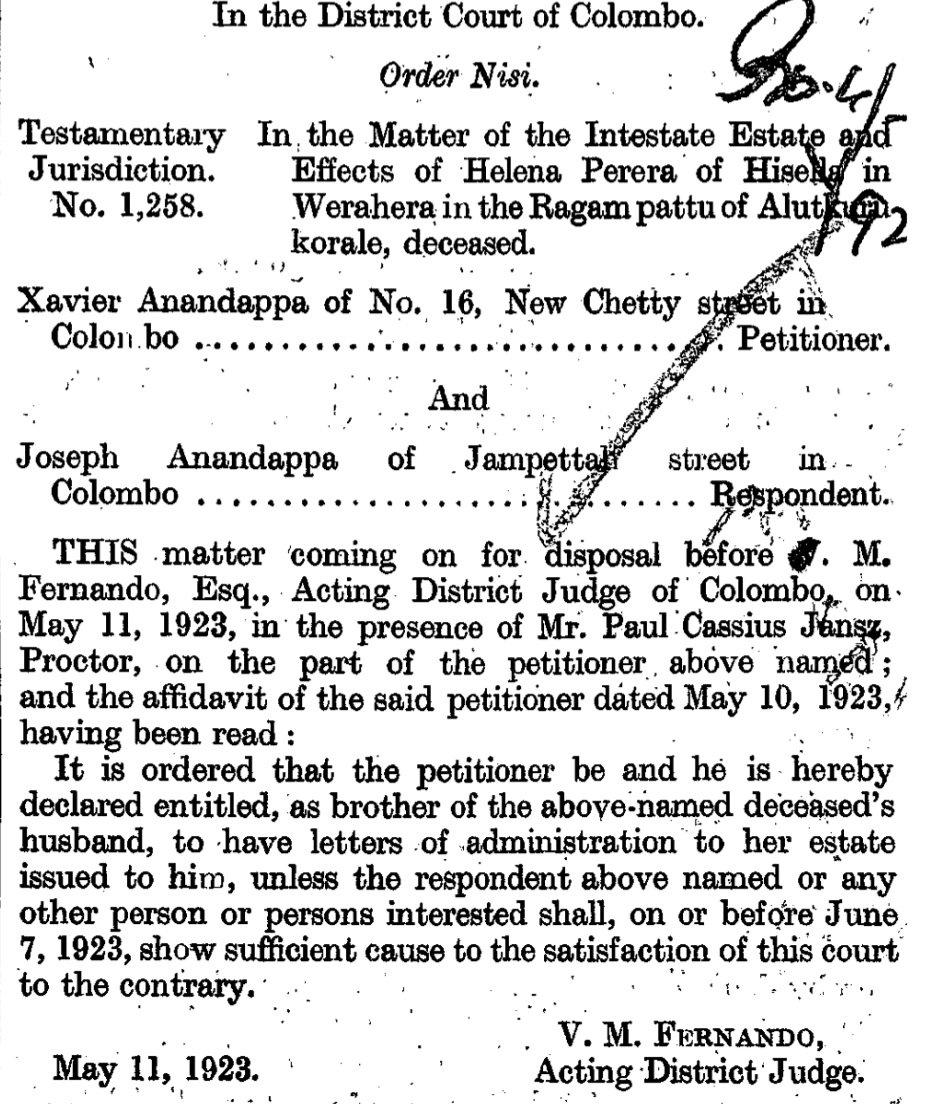 In the District Court of Colombo.
Order Nisi.
Testamentary In the Matter of the Intestate Estate and
Jurisdiction. Effects of Helena Perera of Hisella in
No. 1,258. Werahera in the Ragam pattu of Alutkuru
korale, deceased.
Xavier Anandappa of No. 16, New Chetty street in
Colombo .................................. Petitioner.
And
Joseph Anandappa of Jampettah street in
Colombo .................................. Respondent.
THIS matter coming on for disposal before . M.
Fernando, Esq., Acting District Judge of Colombo, on
May 11, 1923, in the presence of Mr. Paul Cassius Jansz,
Proctor, on the part of the petitioner above named;
and the affidavit of the said petitioner dated May 10, 1923,
having been read:
It is ordered that the petitioner be and he is hereby
declared entitled, as brother of the above-named deceased's
husband, to have letters of administration to her estate
issued to him, unless the respondent above named or any
other person or persons interested shall, on or before June
7, 1923, show sufficient cause to the satisfaction of this court
to the contrary.
V. M. FERNANDO,
May 11, 1923. Acting District Judge.